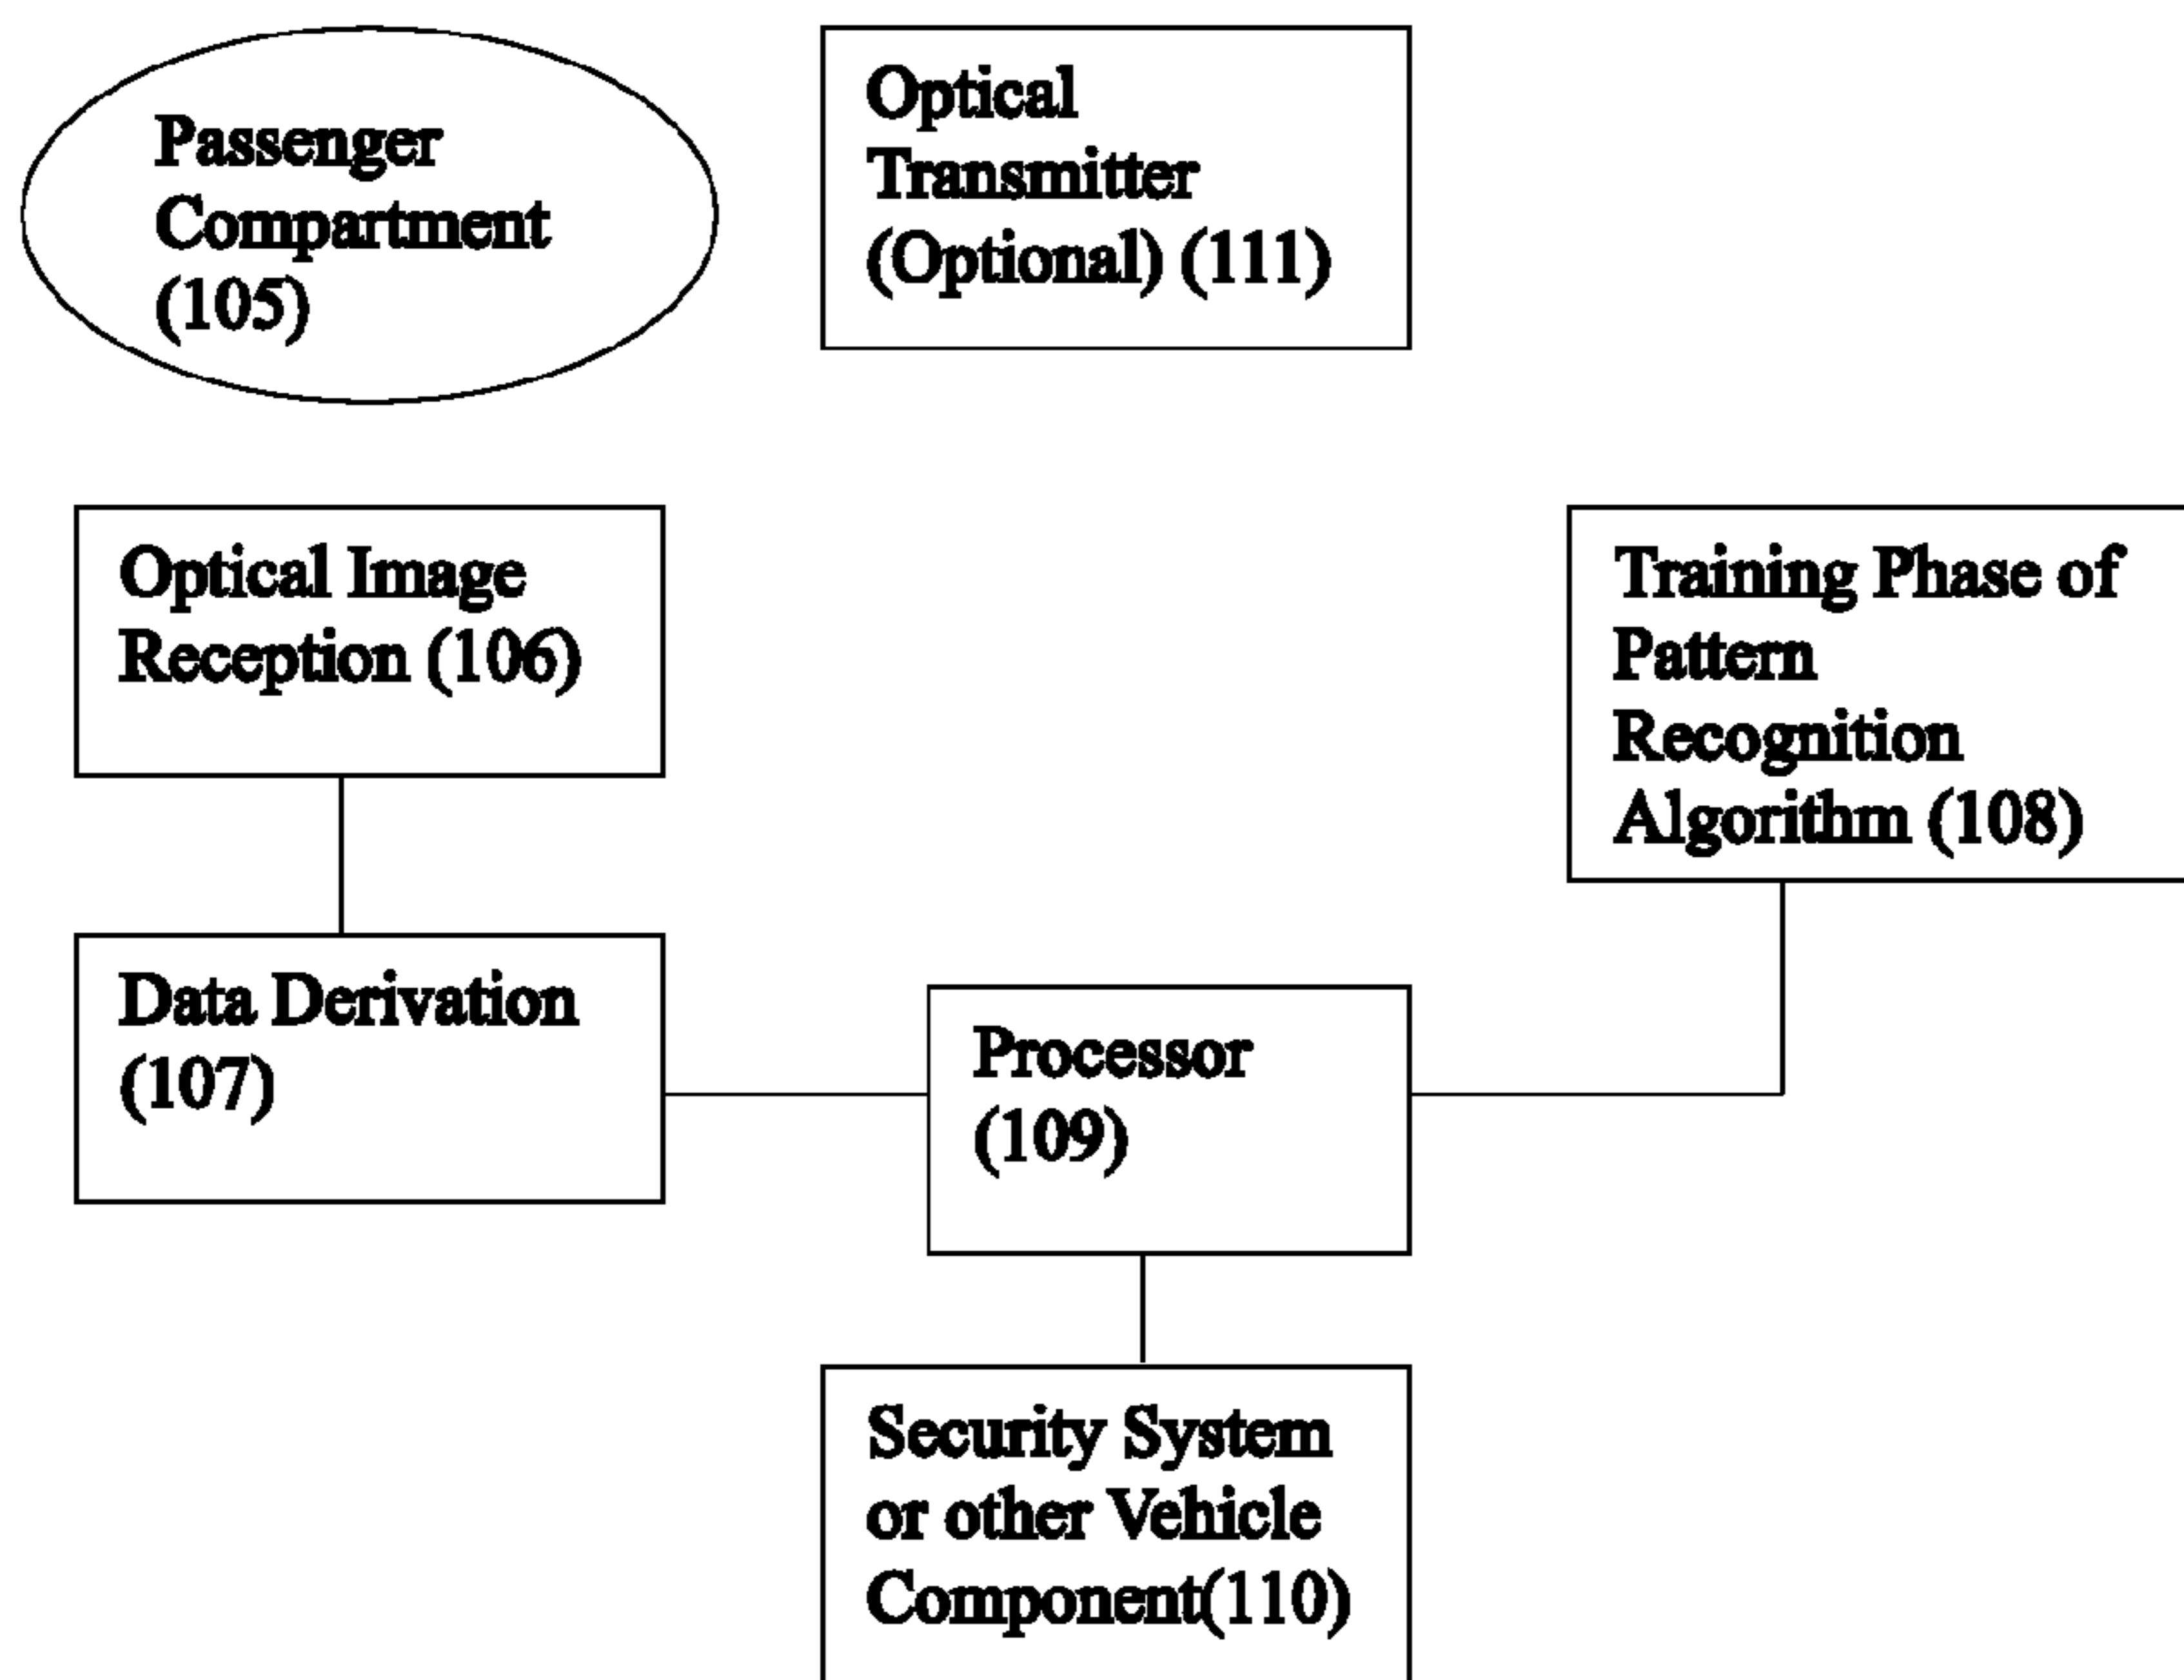 Passenger
Compartment
(105)
Optical
Transmitter
(Optional) (111)
Optical Image
Reception (106)
Training Phase of
Pattern
Recognition
Algorithm (108)
Data Derivation
(107)
Processor
(109)
Security System
or other Vehicle
Component(110)